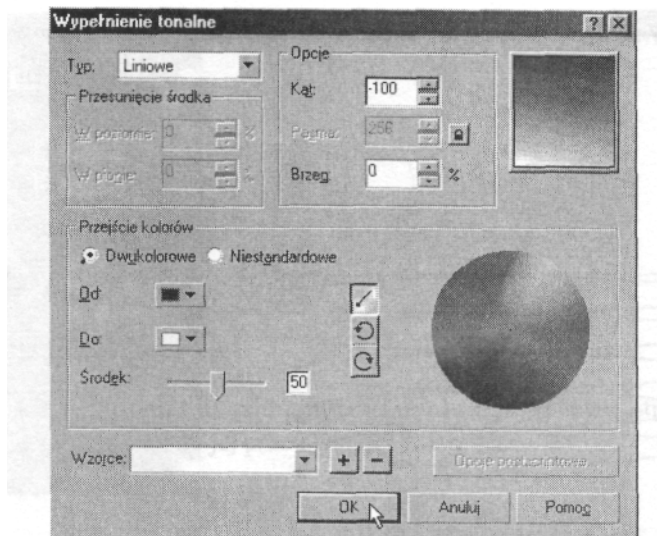 Wypełnienie tonalne
Typ: Liniowe
Opcje
Kąt: -100
Przesunięcie środka
W poziomie: 0 %
Pasma: 256
W pionie: 0 %
Brzeg: 0 %
Przejście kolorów
Dwukolorowe Niestandardowe
Od:
Do:
Środek: 50
Wzorce:
Opcje postscriptowe
OK Anuluj Pomoc